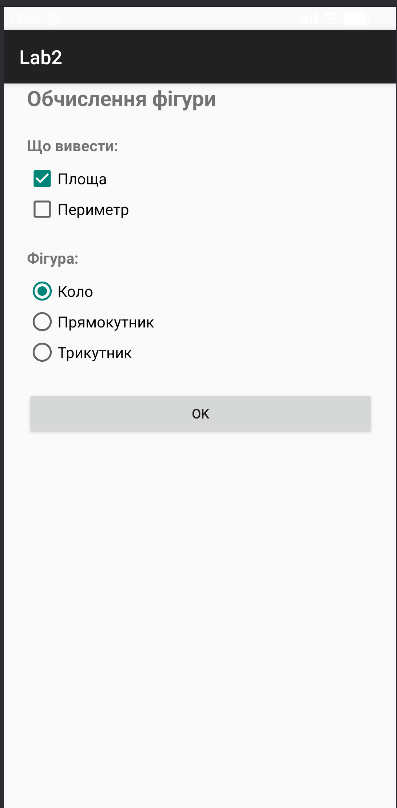 Lab2
Обчислення фігури
Що вивести:
Площа
Периметр
Фігура:
Коло
Прямокутник
Трикутник
OK